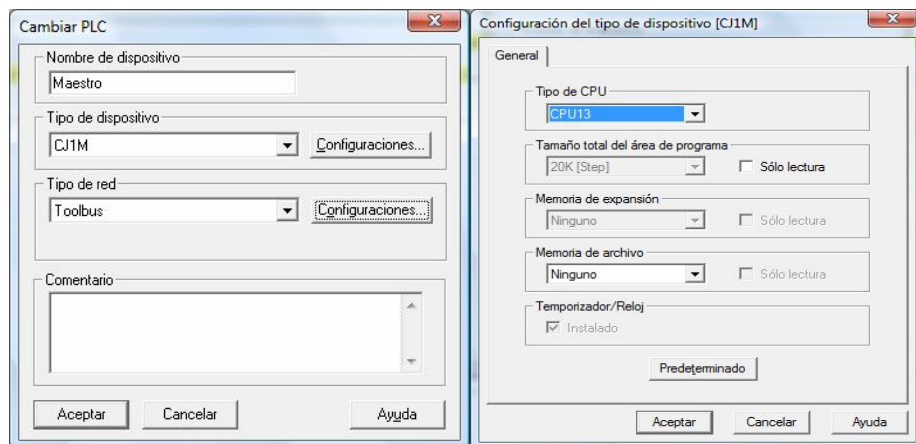 Cambiar PLC
Nombre de dispositivo
Maestro
Tipo de dispositivo
CJ1M
Configuraciones...
Tipo de red
Toolbus
Configuraciones...
Comentario
Aceptar
Cancelar
Ayuda
Configuración del tipo de dispositivo [CJ1M]
General
Tipo de CPU
CPU13
Tamaño total del área de programa
20K [Step]
Sólo lectura
Memoria de expansión
Ninguno
Sólo lectura
Memoria de archivo
Ninguno
Sólo lectura
Temporizador/Reloj
Instalado
Predeterminado
Aceptar
Cancelar
Ayuda